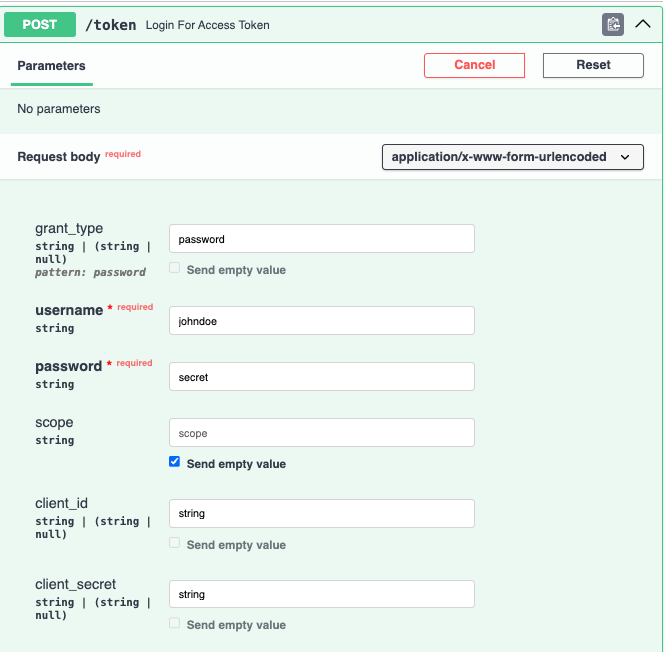 POST /token Login For Access Token
Parameters Cancel Reset
No parameters
Request body required application/x-www-form-urlencoded
grant_type
string | (string |
null)
pattern: password
password
Send empty value
username * required
string
johndoe
password * required
string
secret
scope
string
scope
Send empty value
client_id
string | (string |
null)
string
Send empty value
client_secret
string | (string |
null)
string
Send empty value